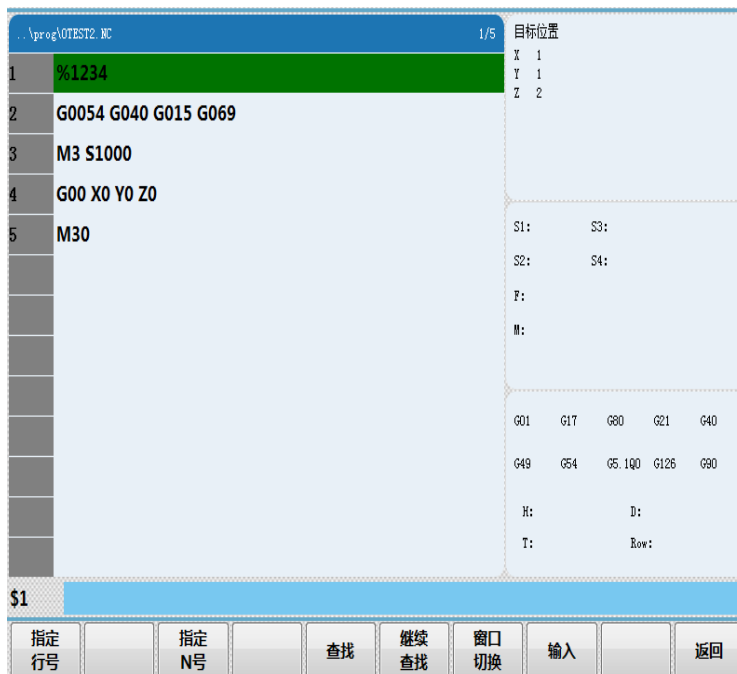 ..\prog\OTEST2.NC 1/5
1 %1234
2 G0054 G040 G015 G069
3 M3 S1000
4 G00 X0 Y0 Z0
5 M30
目标位置
X 1
Y 1
Z 2
S1: S3:
S2: S4:
F:
M:
G01 G17 G80 G21 G40
G49 G54 G5.1Q0 G126 G90
H: D:
T: Row:
$1
指定行号 指定N号 查找 继续查找 窗口切换 输入 返回